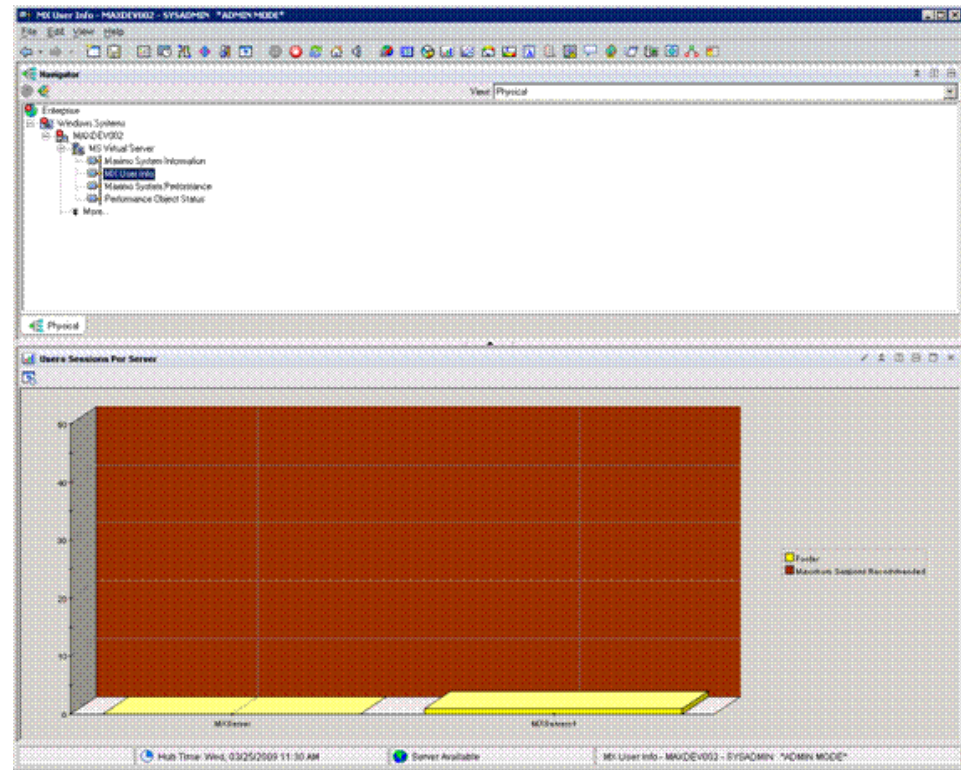 MX User Info - MAXDEV002 - SYSADMIN *ADMIN MODE*
File Edit View Help
Navigator
View: Physical
Enterprise
Windows Systems
MAXDEV002
MS Virtual Server
Maximo System Information
MX User Info
Maximo System Performance
Performance Object Status
More...
Physical
Users Sessions Per Server
50
40
30
20
10
0
MXServer
Footer
Maximum Sessions Recommended
Hub Time: Wed, 03/25/2009 11:30 AM
Server Available
MX User Info - MAXDEV002 - SYSADMIN *ADMIN MODE*